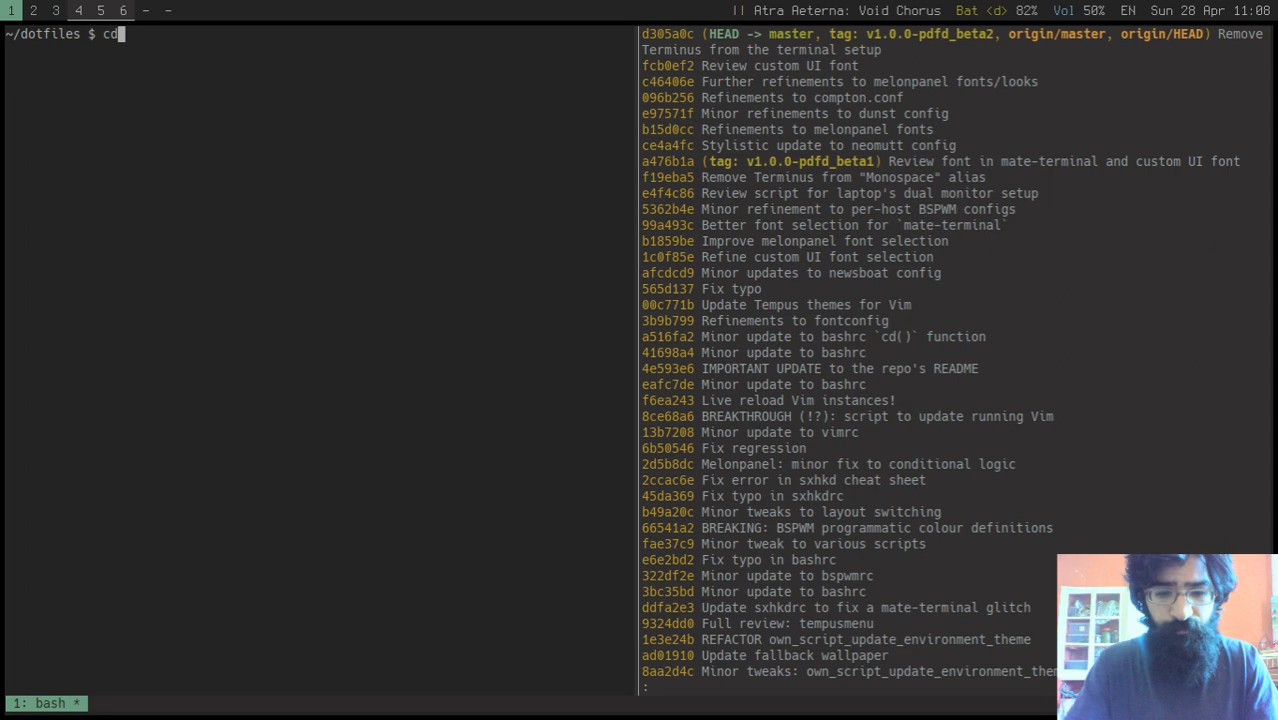 1 2 3 4 5 6 - -
|| Atra Aeterna: Void Chorus Bat <d> 82% Vol 50% EN Sun 28 Apr 11:08
~/dotfiles $ cd
d305a0c (HEAD -> master, tag: v1.0.0-pdfd_beta2, origin/master, origin/HEAD) Remove
Terminus from the terminal setup
fcb0ef2 Review custom UI font
c46406e Further refinements to melonpanel fonts/looks
096b256 Refinements to compton.conf
e97571f Minor refinements to dunst config
b15d0cc Refinements to melonpanel fonts
ce4a4fc Stylistic update to neomutt config
a476b1a (tag: v1.0.0-pdfd_beta1) Review font in mate-terminal and custom UI font
f19eba5 Remove Terminus from "Monospace" alias
e4f4c86 Review script for laptop's dual monitor setup
5362b4e Minor refinement to per-host BSPWM configs
99a493c Better font selection for `mate-terminal`
b1859be Improve melonpanel font selection
1c0f85e Refine custom UI font selection
afcdcd9 Minor updates to newsboat config
565d137 Fix typo
00c771b Update Tempus themes for Vim
3b9b799 Refinements to fontconfig
a516fa2 Minor update to bashrc `cd()` function
41698a4 Minor update to bashrc
4e593e6 IMPORTANT UPDATE to the repo's README
eafc7de Minor update to bashrc
f6ea243 Live reload Vim instances!
8ce68a6 BREAKTHROUGH (!?): script to update running Vim
13b7208 Minor update to vimrc
6b50546 Fix regression
2d5b8dc Melonpanel: minor fix to conditional logic
2ccac6e Fix error in sxhkd cheat sheet
45da369 Fix typo in sxhkdrc
b49a20c Minor tweaks to layout switching
66541a2 BREAKING: BSPWM programmatic colour definitions
fae37c9 Minor tweak to various scripts
e6e2bd2 Fix typo in bashrc
322df2e Minor update to bspwmrc
3bc35bd Minor update to bashrc
ddfa2e3 Update sxhkdrc to fix a mate-terminal glitch
9324dd0 Full review: tempusmenu
1e3e24b REFACTOR own_script_update_environment_theme
ad01910 Update fallback wallpaper
8aa2d4c Minor tweaks: own_script_update_environment_the
:
1: bash *